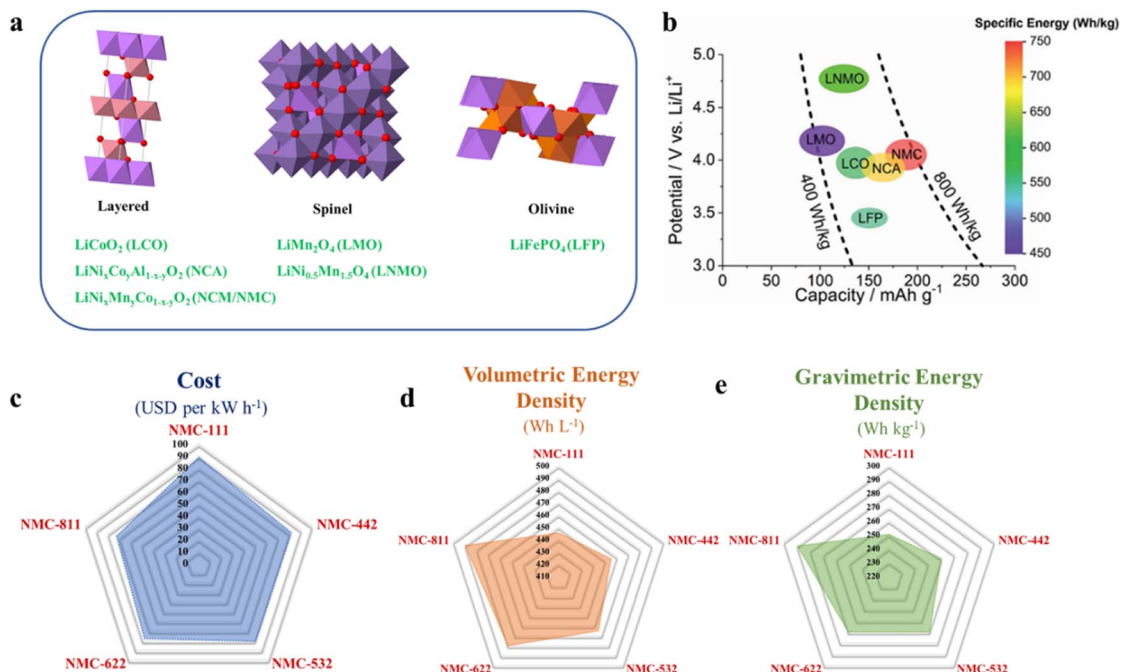 a
Layered
Spinel
Olivine
LiCoO₂ (LCO)
LiMn₂O₄ (LMO)
LiFePO₄ (LFP)
LiNiₓCoᵧAl₁₋ₓ₋ᵧO₂ (NCA)
LiNi₀.₅Mn₁.₅O₄ (LNMO)
LiNiₓMnᵧCo₁₋ₓ₋ᵧO₂ (NCM/NMC)
b
Specific Energy (Wh/kg)
750
700
650
600
550
500
450
Potential / V vs. Li/Li⁺
5.0
4.5
4.0
3.5
3.0
LNMO
LMO
LCO
NCA
NMC
LFP
400 Wh/kg
800 Wh/kg
0
50
100
150
200
250
300
Capacity / mAh g⁻¹
c
Cost
(USD per kW h⁻¹)
NMC-111
100
90
80
70
60
50
40
30
20
10
0
NMC-811
NMC-442
NMC-622
NMC-532
d
Volumetric Energy
Density
(Wh L⁻¹)
NMC-111
500
490
480
470
460
450
440
430
420
410
NMC-811
NMC-442
NMC-622
NMC-532
e
Gravimetric Energy
Density
(Wh kg⁻¹)
NMC-111
300
290
280
270
260
250
240
230
220
NMC-811
NMC-442
NMC-622
NMC-532